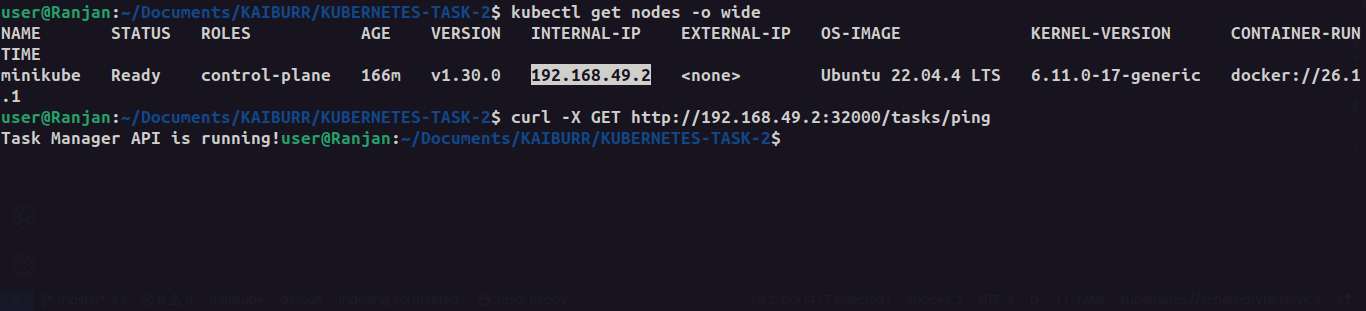 user@Ranjan:~/Documents/KAIBURR/KUBERNETES-TASK-2$ kubectl get nodes -o wide
NAME STATUS ROLES AGE VERSION INTERNAL-IP EXTERNAL-IP OS-IMAGE KERNEL-VERSION CONTAINER-RUN
TIME
minikube Ready control-plane 166m v1.30.0 192.168.49.2 <none> Ubuntu 22.04.4 LTS 6.11.0-17-generic docker://26.1
.1
user@Ranjan:~/Documents/KAIBURR/KUBERNETES-TASK-2$ curl -X GET http://192.168.49.2:32000/tasks/ping
Task Manager API is running!user@Ranjan:~/Documents/KAIBURR/KUBERNETES-TASK-2$
master* 0 0 minikube default Indexing completed. Java: Ready Ln 2, Col 14 (7 selected) Spaces: 2 UTF-8 LF YAML